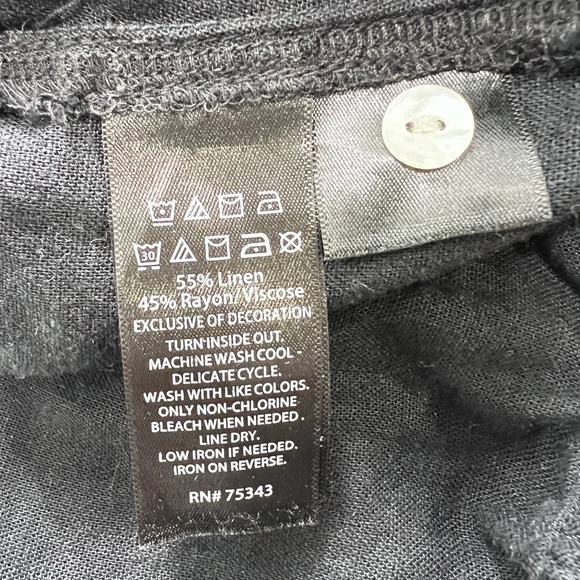 30
55% Linen
45% Rayon/Viscose
EXCLUSIVE OF DECORATION
TURN INSIDE OUT.
MACHINE WASH COOL -
DELICATE CYCLE.
WASH WITH LIKE COLORS.
ONLY NON-CHLORINE
BLEACH WHEN NEEDED.
LINE DRY.
LOW IRON IF NEEDED.
IRON ON REVERSE.
RN# 75343